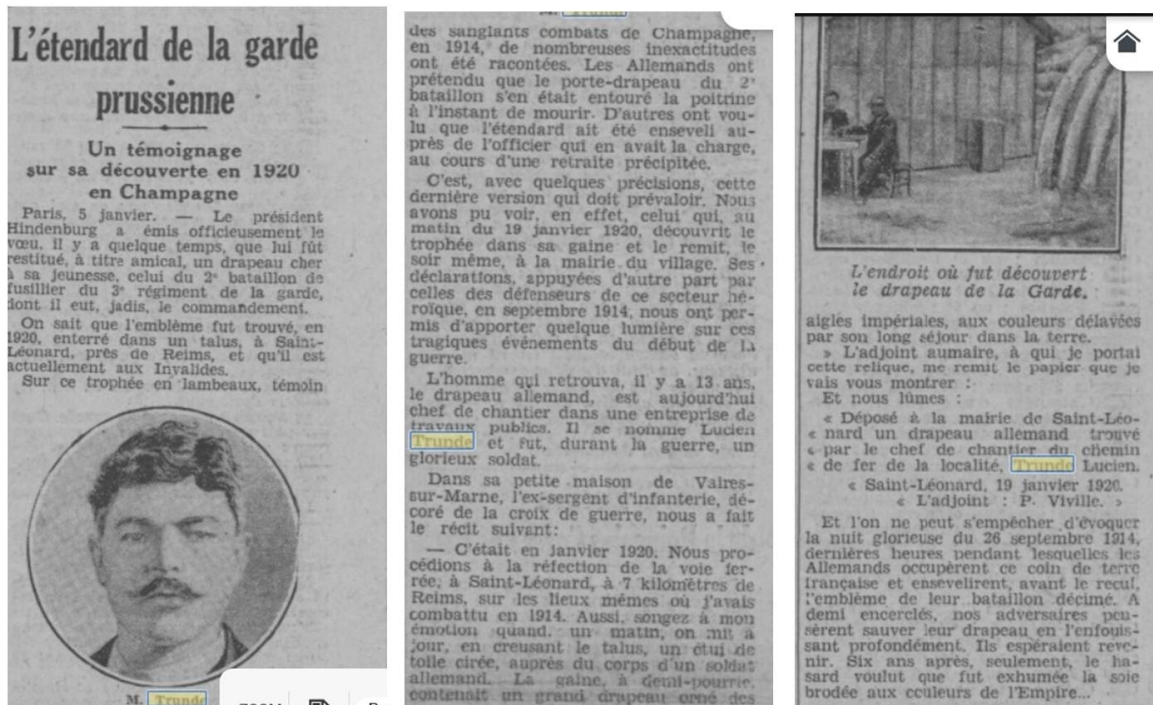 L'étendard de la garde
prussienne
Un témoignage
sur sa découverte en 1920
en Champagne
Paris, 5 janvier. — Le président
Hindenburg a émis officieusement le
vœu, il y a quelque temps, que lui fût
restitué, à titre amical, un drapeau cher
à sa jeunesse, celui du 2e bataillon de
fusillier du 3e régiment de la garde,
dont il eut, jadis, le commandement.
On sait que l'emblème fut trouvé, en
1920, enterré dans un talus, à Saint-
Léonard, près de Reims, et qu'il est
actuellement aux Invalides.
Sur ce trophée en lambeaux, témoin
M. Trunde
M. Trunde
des sanglants combats de Champagne,
en 1914, de nombreuses inexactitudes
ont été racontées. Les Allemands ont
prétendu que le porte-drapeau du 2e
bataillon s'en était entouré la poitrine
à l'instant de mourir. D'autres ont vou-
lu que l'étendard ait été enseveli au-
près de l'officier qui en avait la charge,
au cours d'une retraite précipitée.
C'est, avec quelques précisions, cette
dernière version qui doit prévaloir. Nous
avons pu voir, en effet, celui qui, au
matin du 19 janvier 1920, découvrit le
trophée dans sa gaine et le remit, le
soir même, à la mairie du village. Ses
déclarations, appuyées d'autre part par
celles des défenseurs de ce secteur hé-
roïque, en septembre 1914, nous ont per-
mis d'apporter quelque lumière sur ces
tragiques événements du début de la
guerre.
L'homme qui retrouva, il y a 13 ans,
le drapeau allemand, est aujourd'hui
chef de chantier dans une entreprise de
travaux publics. Il se nomme Lucien
Trunde et fut, durant la guerre, un
glorieux soldat.
Dans sa petite maison de Vaires-
sur-Marne, l'ex-sergent d'infanterie, dé-
coré de la croix de guerre, nous a fait
le récit suivant:
— C'était en janvier 1920. Nous pro-
cédions à la réfection de la voie fer-
rée, à Saint-Léonard, à 7 kilomètres de
Reims, sur les lieux mêmes où j'avais
combattu en 1914. Aussi, songez à mon
émotion quand, un matin, on mit à
jour, en creusant le talus, un étui de
toile cirée, auprès du corps d'un soldat
allemand. La gaine, à demi-pourrie,
contenait un grand drapeau orné des
L'endroit où fut découvert
le drapeau de la Garde.
aigles impériales, aux couleurs délavées
par son long séjour dans la terre.
» L'adjoint aumaire, à qui je portai
cette relique, me remit le papier que je
vais vous montrer :
Et nous lûmes :
« Déposé à la mairie de Saint-Léo-
« nard un drapeau allemand trouvé
« par le chef de chantier du chemin
« de fer de la localité, Trunde Lucien.
« Saint-Léonard, 19 janvier 1920.
« L'adjoint : P. Viville. »
Et l'on ne peut s'empêcher d'évoquer
la nuit glorieuse du 26 septembre 1914,
dernières heures pendant lesquelles les
Allemands occupèrent ce coin de terre
française et ensevelirent, avant le recul,
l'emblème de leur bataillon décimé. A
demi encerclés, nos adversaires peu-
sèrent sauver leur drapeau en l'enfouis-
sant profondément. Ils espéraient reve-
nir. Six ans après, seulement, le ha-
sard voulut que fut exhumée la soie
brodée aux couleurs de l'Empire...